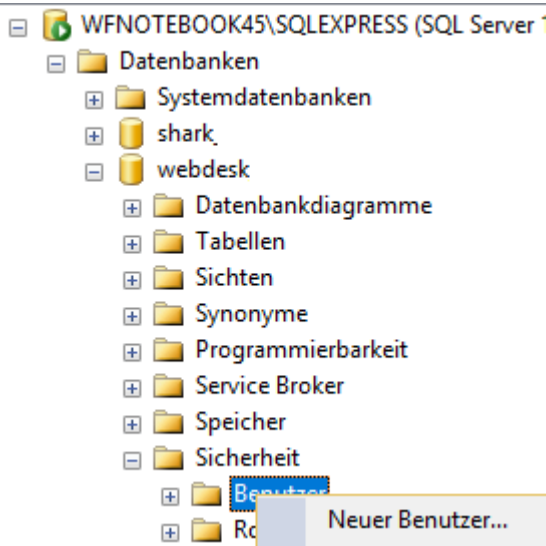 WFNOTEBOOK45\SQLEXPRESS (SQL Server
Datenbanken
Systemdatenbanken
shark
webdesk
Datenbankdiagramme
Tabellen
Sichten
Synonyme
Programmierbarkeit
Service Broker
Speicher
Sicherheit
Benutzer
Neuer Benutzer...